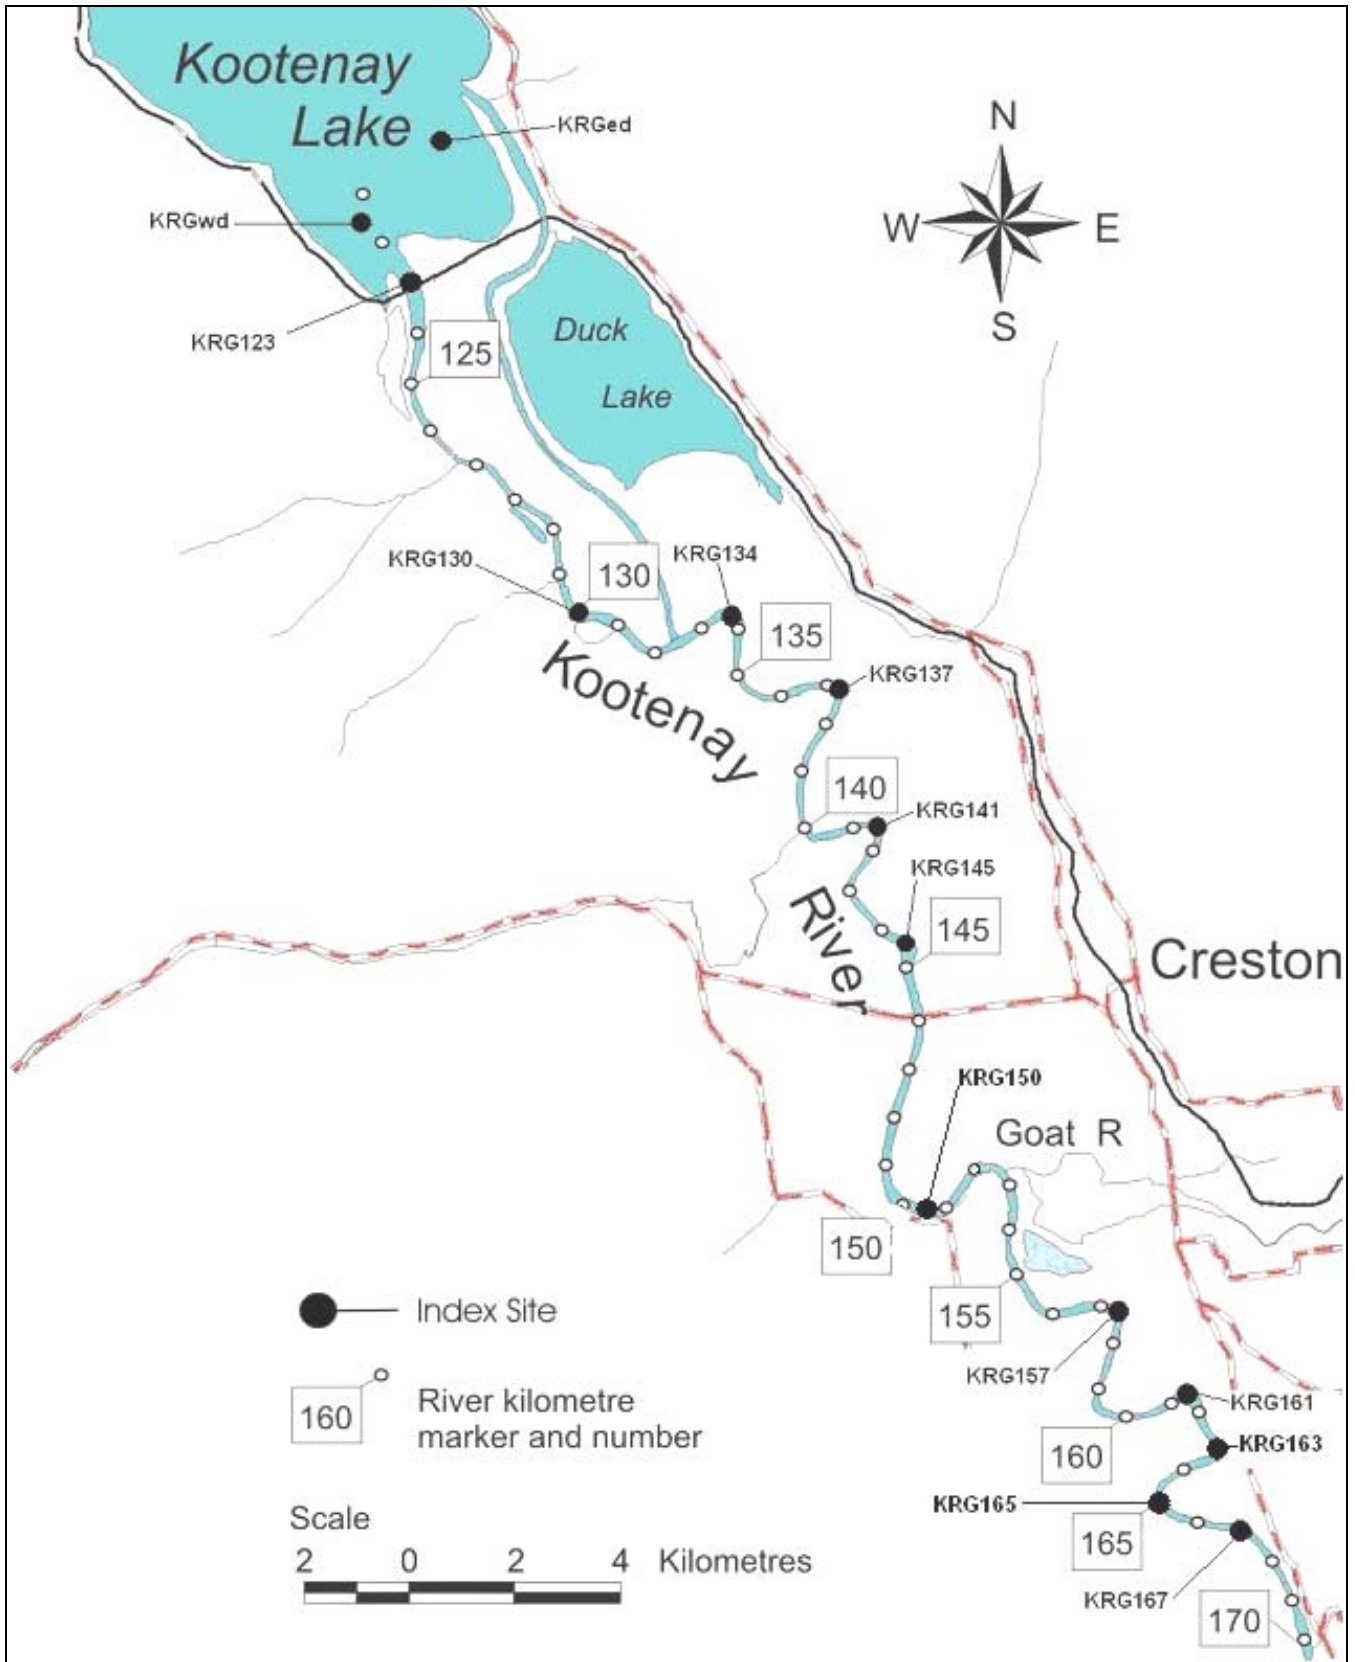 Kootenay
Lake
KRGed
N
KRGwd
W
E
S
KRG123
125
Duck
Lake
KRG130
130
KRG134
135
KRG137
Kootenay
River
140
KRG141
KRG145
145
Creston
KRG150
Goat R
150
155
KRG157
KRG161
160
KRG163
KRG165
165
KRG167
170
Index Site
160
River kilometre
marker and number
Scale
2 0 2 4 Kilometres